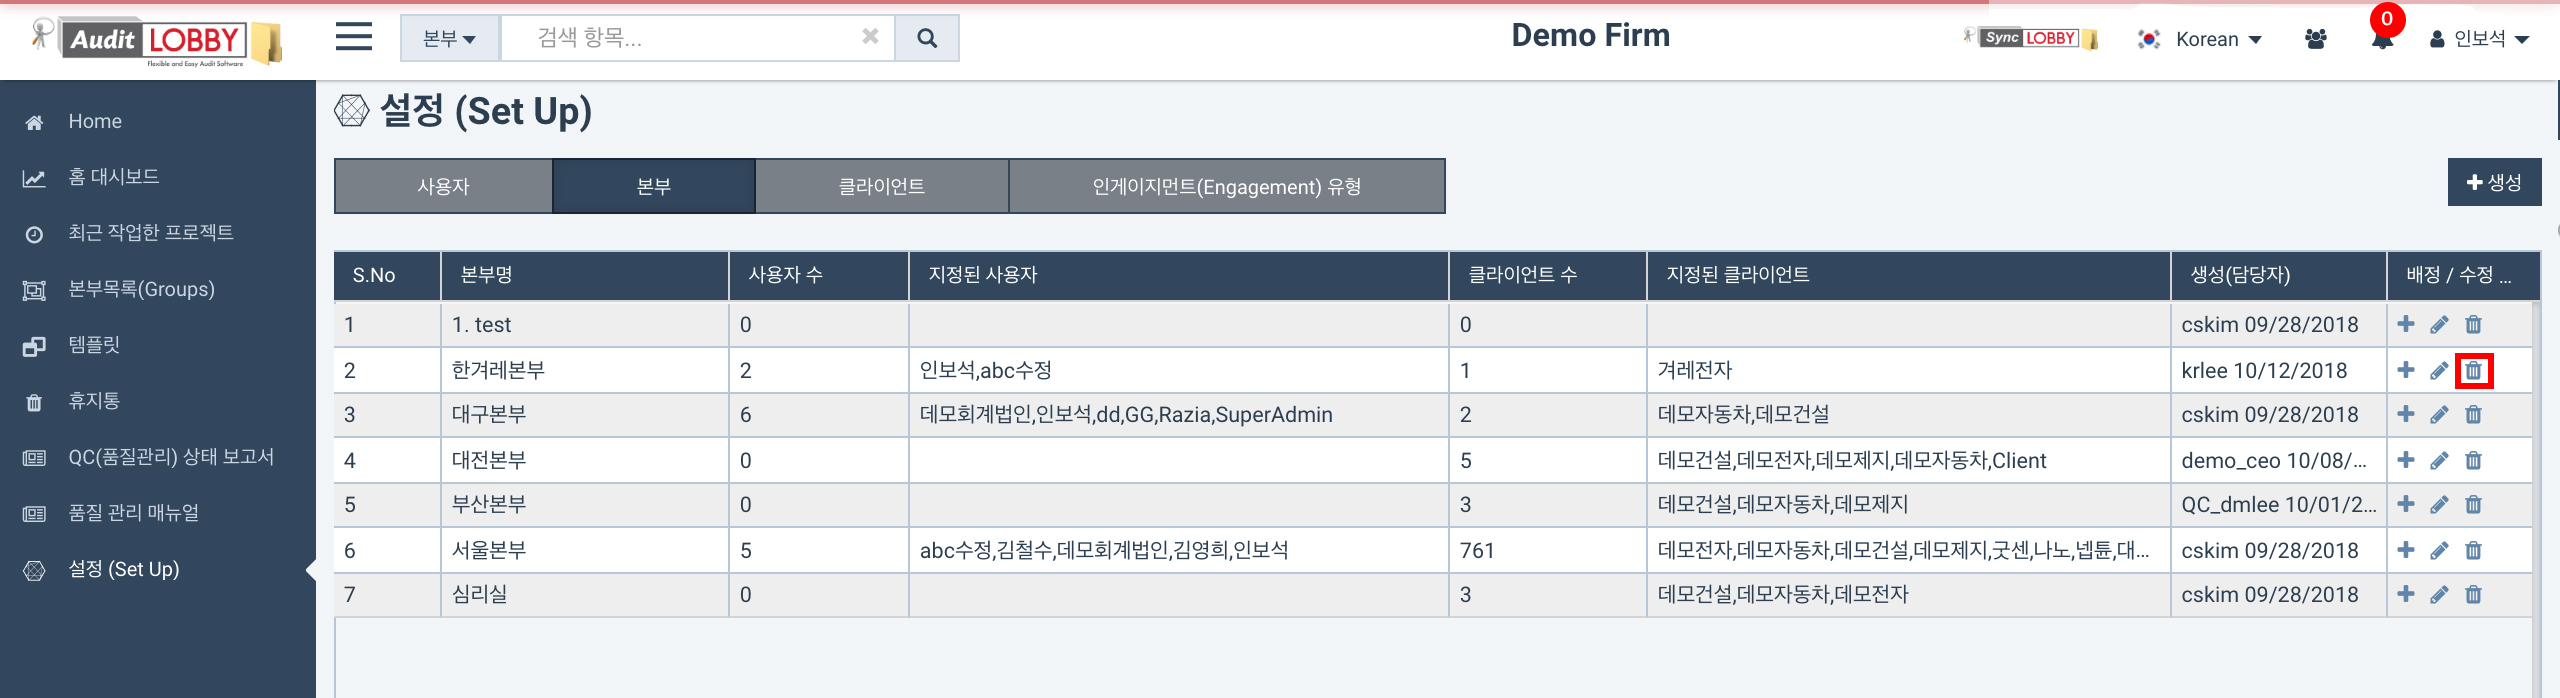 Audit LOBBY
Flexible and Easy Audit Software
본부
검색 항목...
Demo Firm
Sync LOBBY
Korean
0
인보석
Home
홈 대시보드
최근 작업한 프로젝트
본부목록(Groups)
템플릿
휴지통
QC(품질관리) 상태 보고서
품질 관리 매뉴얼
설정 (Set Up)
설정 (Set Up)
사용자 본부 클라이언트 인게이지먼트(Engagement) 유형
생성
S.No 본부명 사용자 수 지정된 사용자 클라이언트 수 지정된 클라이언트 생성(담당자) 배정 / 수정 ...
1 1. test 0 0 cskim 09/28/2018
2 한겨레본부 2 인보석,abc수정 1 겨레전자 krlee 10/12/2018
3 대구본부 6 데모회계법인,인보석,dd,GG,Razia,SuperAdmin 2 데모자동차,데모건설 cskim 09/28/2018
4 대전본부 0 5 데모건설,데모전자,데모제지,데모자동차,Client demo_ceo 10/08/...
5 부산본부 0 3 데모건설,데모자동차,데모제지 QC_dmlee 10/01/2...
6 서울본부 5 abc수정,김철수,데모회계법인,김영희,인보석 761 데모전자,데모자동차,데모건설,데모제지,굿센,나노,넵튠,대... cskim 09/28/2018
7 심리실 0 3 데모건설,데모자동차,데모전자 cskim 09/28/2018